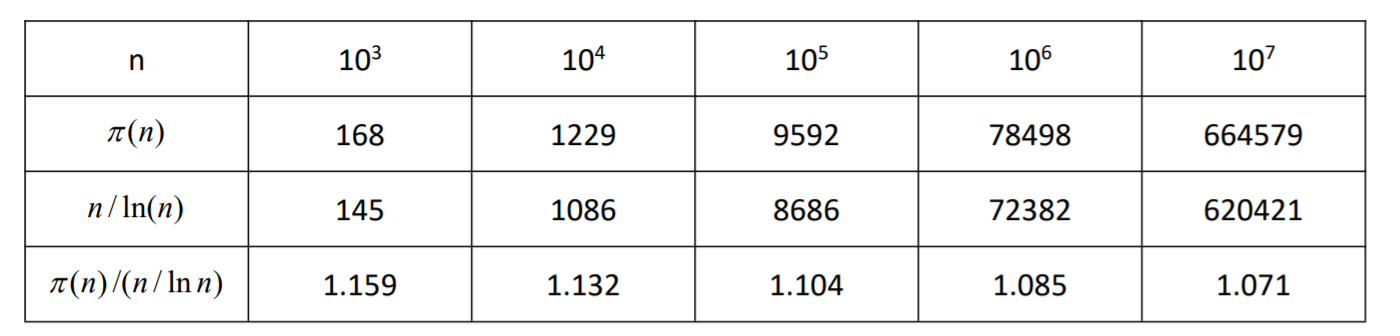 n 10³ 10⁴ 10⁵ 10⁶ 10⁷
π(n) 168 1229 9592 78498 664579
n/ln(n) 145 1086 8686 72382 620421
π(n)/(n/ln n) 1.159 1.132 1.104 1.085 1.071